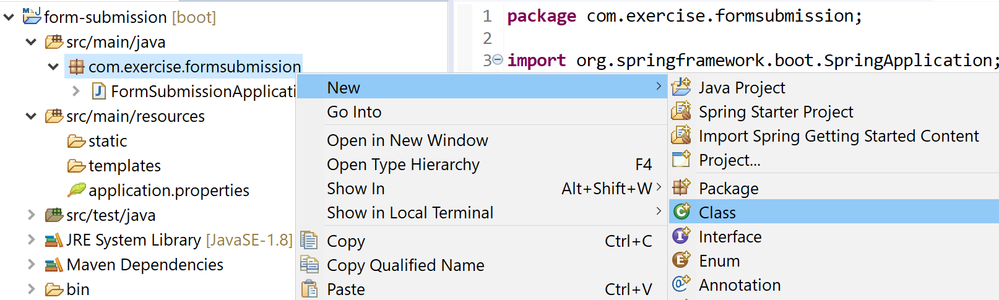 form-submission [boot]
src/main/java
com.exercise.formsubmission
FormSubmissionApplicati
src/main/resources
static
templates
application.properties
src/test/java
JRE System Library [JavaSE-1.8]
Maven Dependencies
bin
1 package com.exercise.formsubmission;
2
3 import org.springframework.boot.SpringApplication;
New
Go Into
Open in New Window
Open Type Hierarchy F4
Show In Alt+Shift+W
Show in Local Terminal
Copy Ctrl+C
Copy Qualified Name
Paste Ctrl+V
Java Project
Spring Starter Project
Import Spring Getting Started Content
Project...
Package
Class
Interface
Enum
Annotation